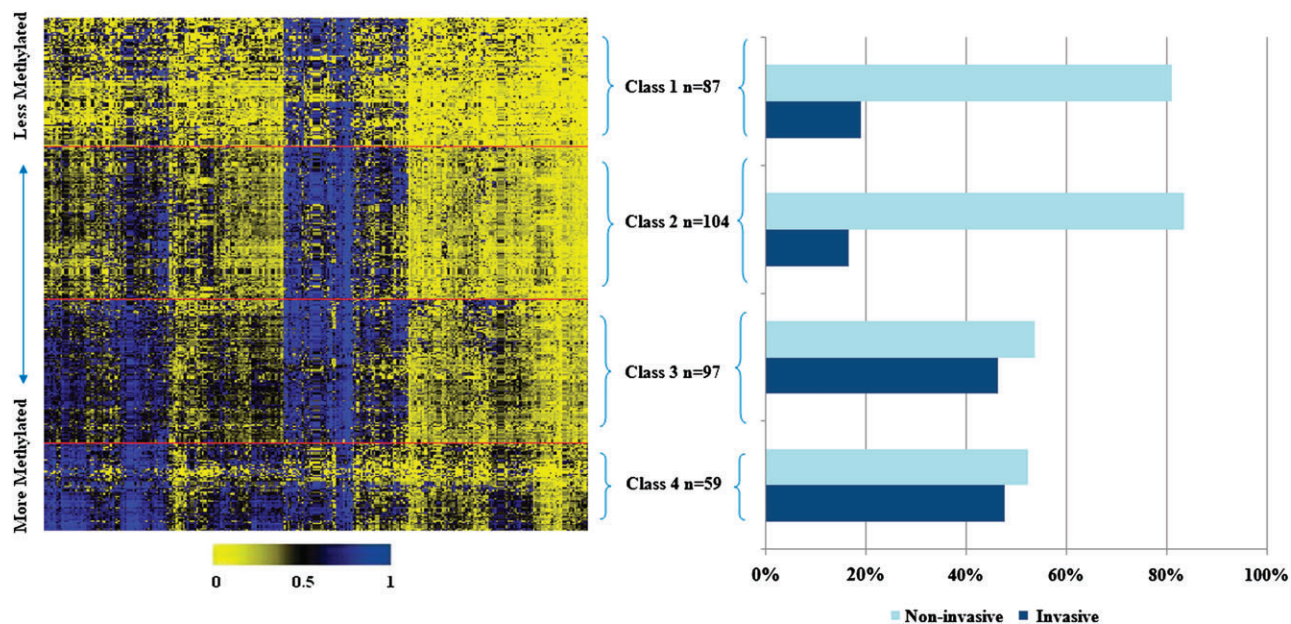 Less Methylated
More Methylated
Class 1 n=87
Class 2 n=104
Class 3 n=97
Class 4 n=59
0 0.5 1
0% 20% 40% 60% 80% 100%
Non-invasive Invasive